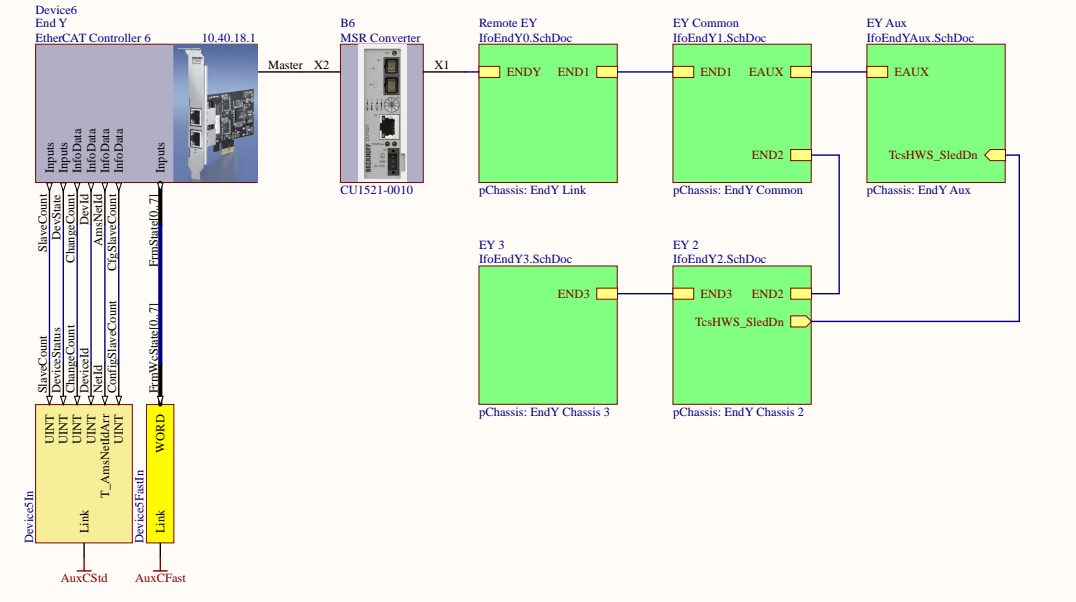 Device6
End Y
EtherCAT Controller 6
10.40.18.1
B6
MSR Converter
Remote EY
IfoEndY0.SchDoc
EY Common
IfoEndY1.SchDoc
EY Aux
IfoEndYAux.SchDoc
Master
X2
X1
ENDY
END1
END1
EAUX
EAUX
END2
TcsHWS_SledDn
BECKHOFF
CU1521-0010
pChassis: EndY Link
pChassis: EndY Common
pChassis: EndY Aux
Inputs
Inputs
InfoData
InfoData
InfoData
InfoData
Inputs
SlaveCount
DevState
ChangeCount
DevId
AmsNetId
CfgSlaveCount
FrmState[0..7]
EY 3
IfoEndY3.SchDoc
EY 2
IfoEndY2.SchDoc
END3
END3
END2
TcsHWS_SledDn
pChassis: EndY Chassis 3
pChassis: EndY Chassis 2
SlaveCount
DeviceStatus
ChangeCount
DeviceId
NetId
ConfigSlaveCount
FrmWcState[0..7]
UINT
UINT
UINT
UINT
T_AmsNetIdArr
UINT
WORD
Link
Link
Device5In
Device5FastIn
AuxCStd
AuxCFast